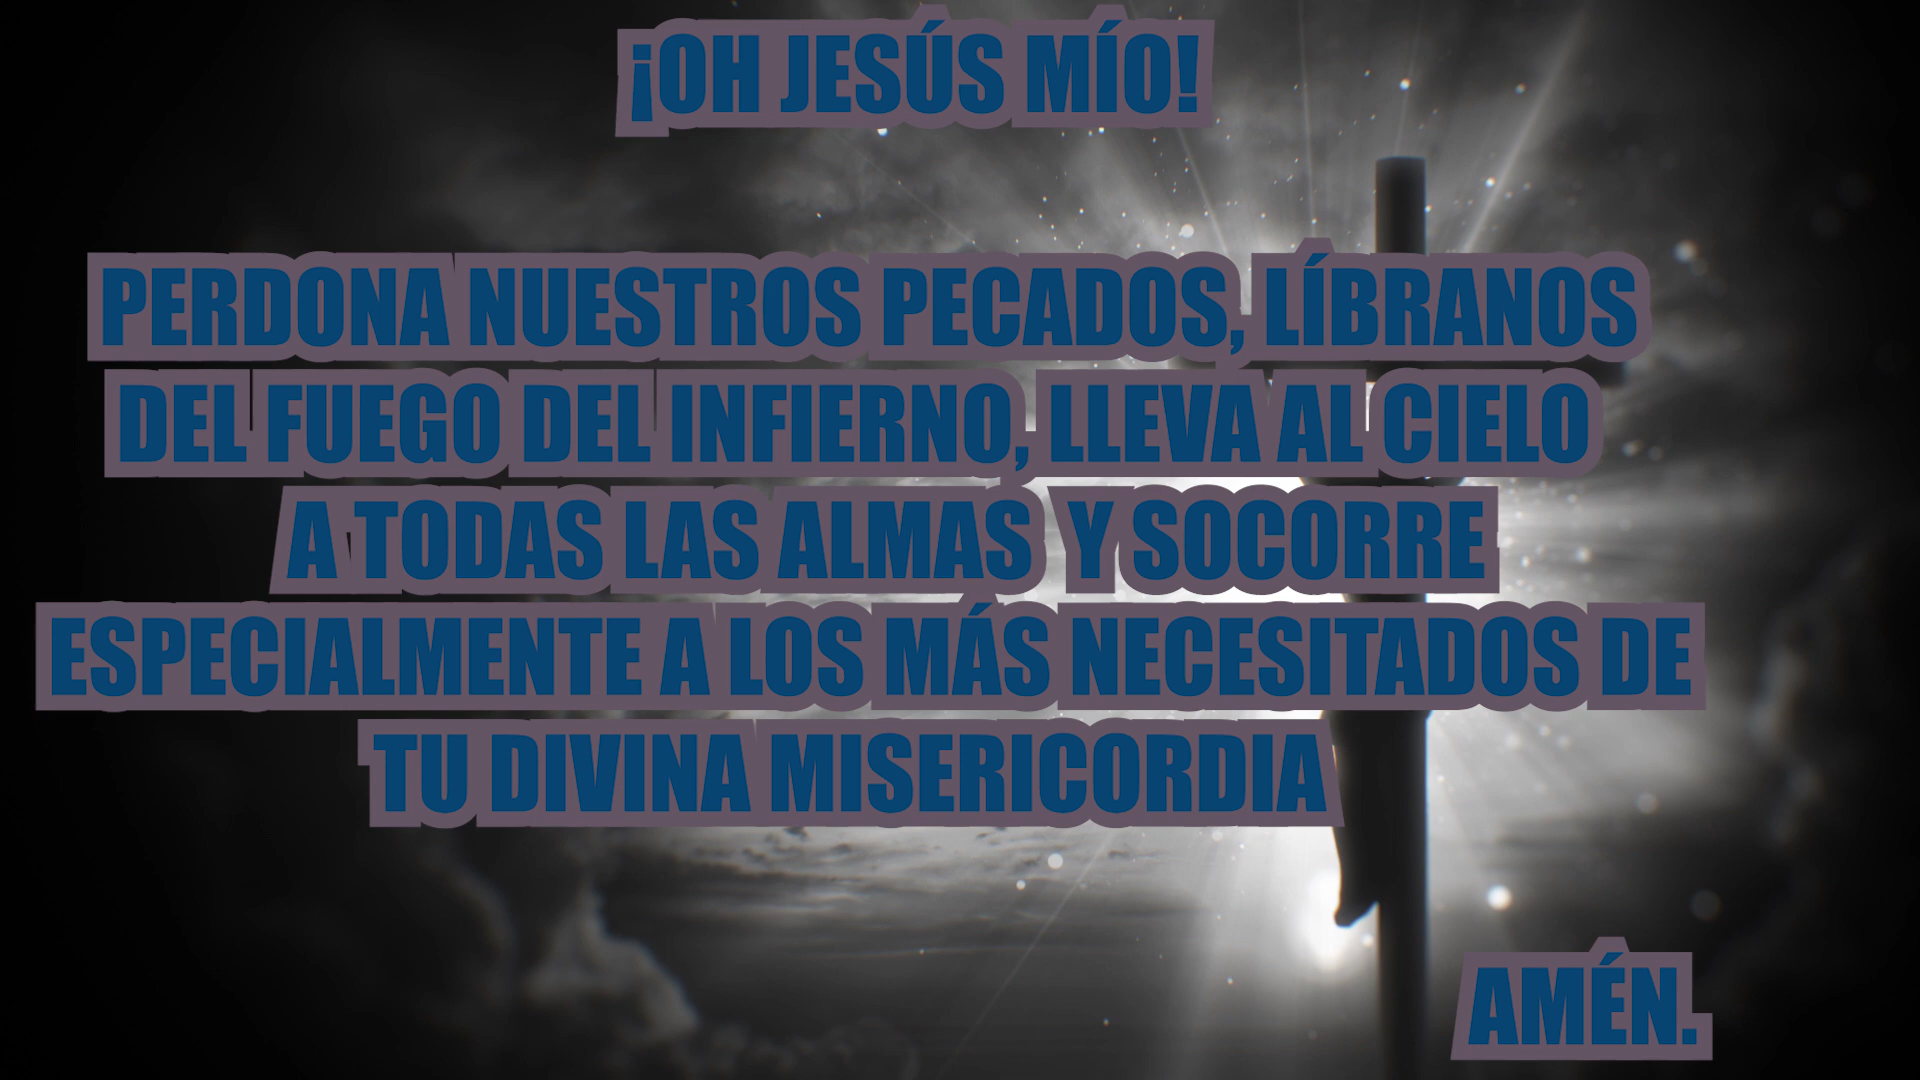 ¡OH JESÚS MÍO!
PERDONA NUESTROS PECADOS, LÍBRANOS
DEL FUEGO DEL INFIERNO, LLEVA AL CIELO
A TODAS LAS ALMAS Y SOCORRE
ESPECIALMENTE A LOS MÁS NECESITADOS DE
TU DIVINA MISERICORDIA
AMÉN.